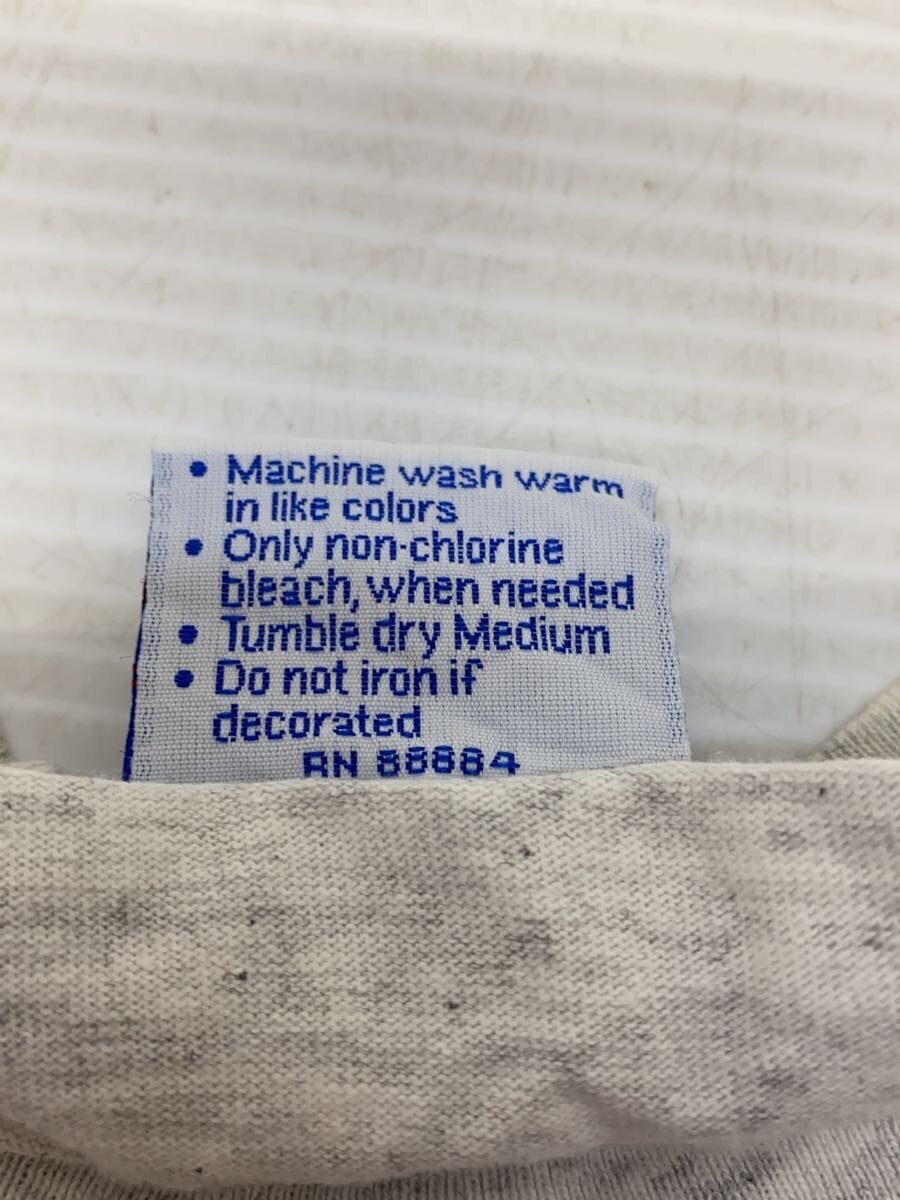 • Machine wash warm
in like colors
• Only non-chlorine
bleach, when needed
• Tumble dry Medium
• Do not iron if
decorated
RN 88884